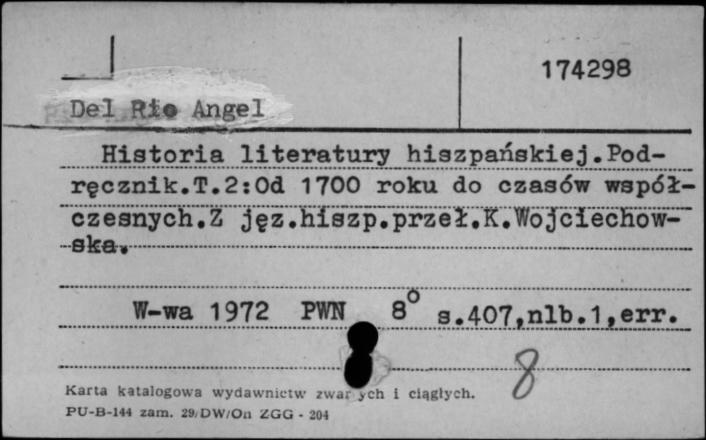 174298
Del Rio Angel
Historia literatury hiszpańskiej.Pod-
ręcznik.T.2:Od 1700 roku do czasów współ-
czesnych.Z jęz.hiszp.przeł.K.Wojciechow-
ska.
W-wa 1972 PWN 8° s.407,nlb.1,err.
8
Karta katalogowa wydawnictw zwar ych i ciągłych.
PU-B-144 zam. 29/DW/On ZGG - 204